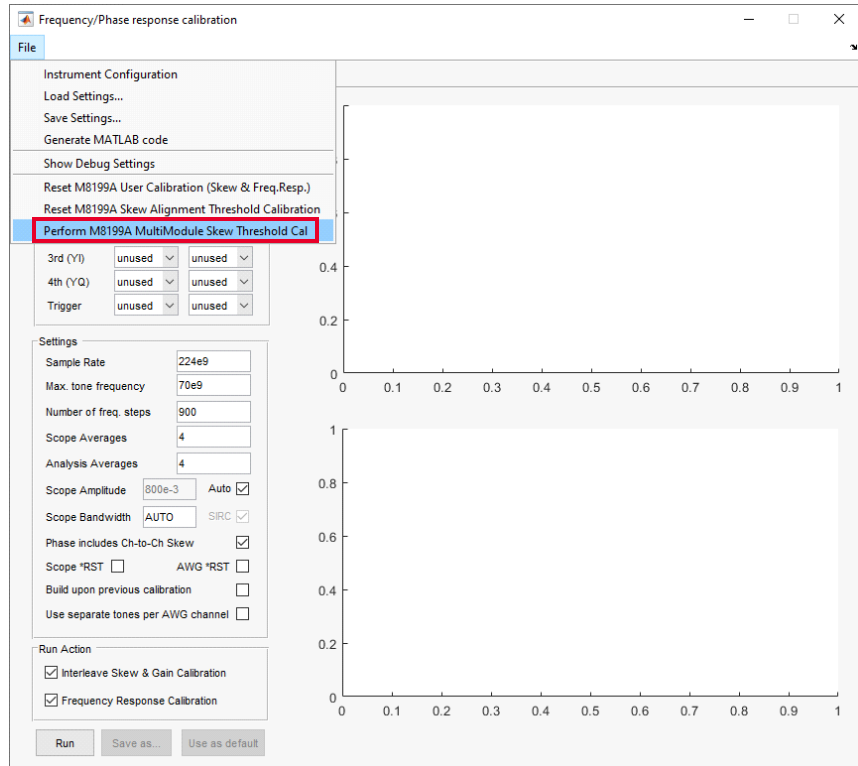 Frequency/Phase response calibration
File
Instrument Configuration
Load Settings...
Save Settings...
Generate MATLAB code
Show Debug Settings
Reset M8199A User Calibration (Skew & Freq.Resp.)
Reset M8199A Skew Alignment Threshold Calibration
Perform M8199A MultiModule Skew Threshold Cal
3rd (YI) unused unused
4th (YQ) unused unused
Trigger unused unused
Settings
Sample Rate 224e9
Max. tone frequency 70e9
Number of freq. steps 900
Scope Averages 4
Analysis Averages 4
Scope Amplitude 800e-3 Auto
Scope Bandwidth AUTO SIRC
Phase includes Ch-to-Ch Skew
Scope *RST AWG *RST
Build upon previous calibration
Use separate tones per AWG channel
Run Action
Interleave Skew & Gain Calibration
Frequency Response Calibration
Run Save as... Use as default
0.4
0.2
0
0 0.1 0.2 0.3 0.4 0.5 0.6 0.7 0.8 0.9 1
1
0.8
0.6
0.4
0.2
0
0 0.1 0.2 0.3 0.4 0.5 0.6 0.7 0.8 0.9 1